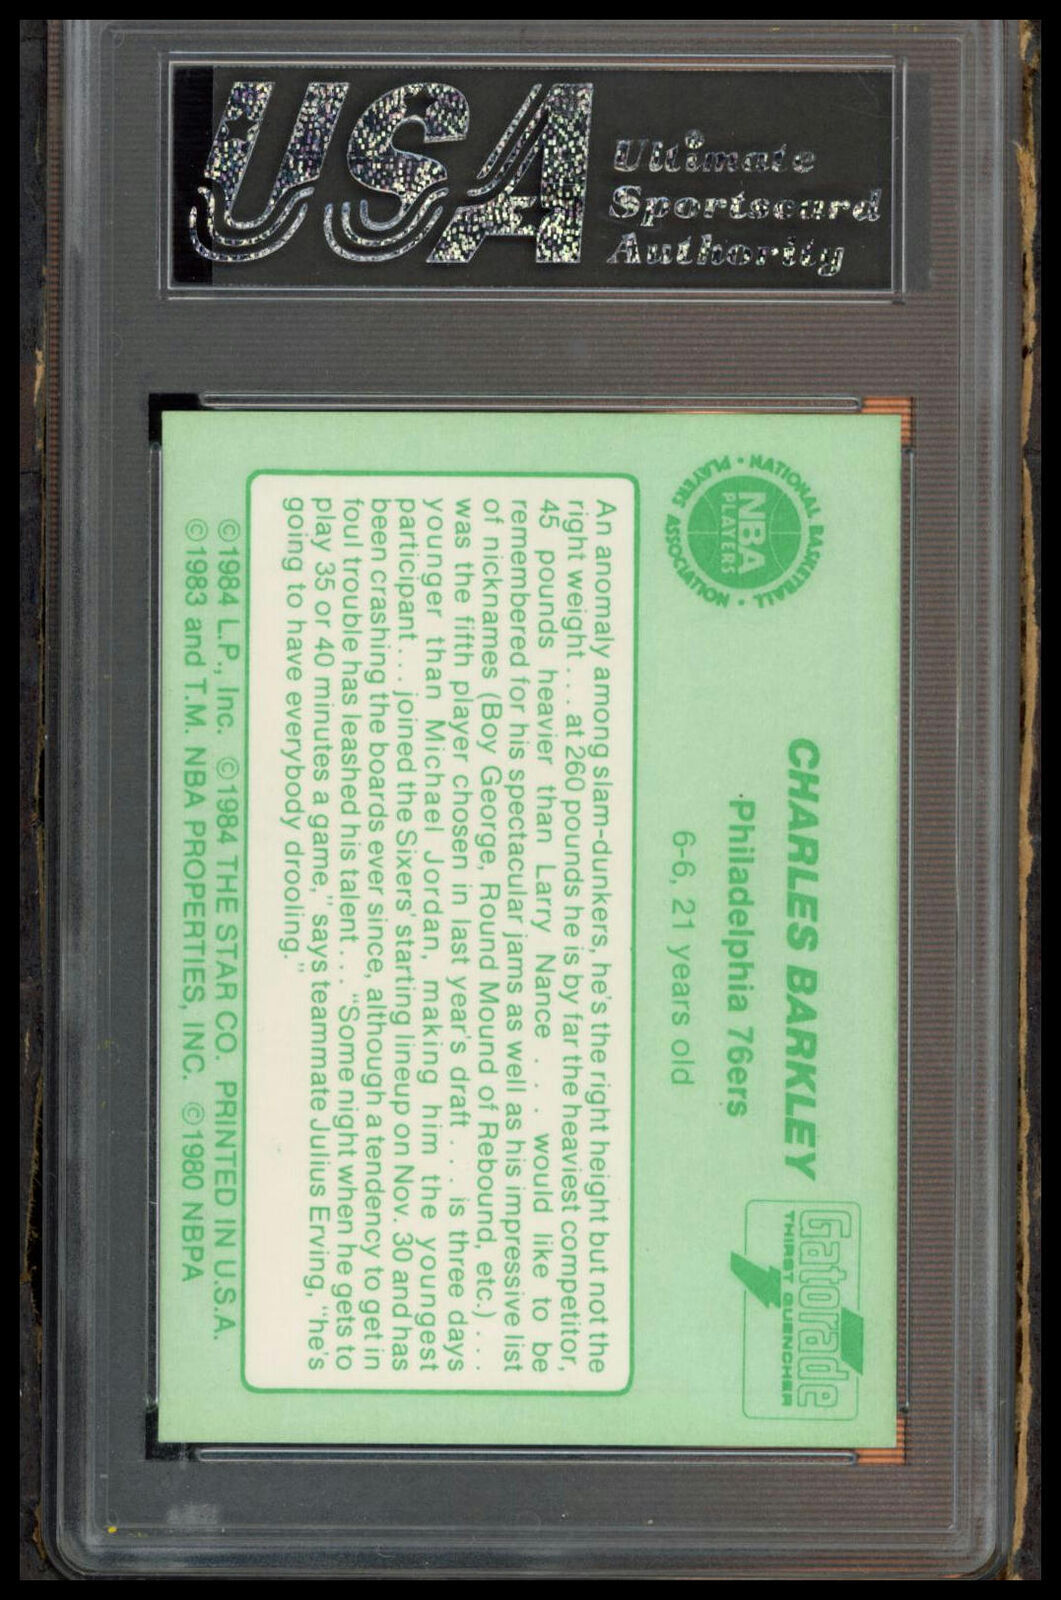 USA
Ultimate
Sportscard
Authority
NATIONAL BASKETBALL
PLAYERS ASSOCIATION
NBA
PLAYERS
CHARLES BARKLEY
Philadelphia 76ers
6-6, 21 years old
Gatorade
THIRST QUENCHER
An anomaly among slam-dunkers, he's the right height but not the
right weight . . . at 260 pounds he is by far the heaviest competitor,
45 pounds heavier than Larry Nance . . . would like to be
remembered for his spectacular jams as well as his impressive list
of nicknames (Boy George, Round Mound of Rebound, etc.) . . .
was the fifth player chosen in last year's draft . . . is three days
younger than Michael Jordan, making him the youngest
participant . . . joined the Sixers' starting lineup on Nov. 30 and has
been crashing the boards ever since, although a tendency to get in
foul trouble has leashed his talent . . . "Some night when he gets to
play 35 or 40 minutes a game," says teammate Julius Erving, "he's
going to have everybody drooling."
©1984 L.P., Inc. ©1984 THE STAR CO. PRINTED IN U.S.A.
©1983 and T.M. NBA PROPERTIES, INC. ©1980 NBPA